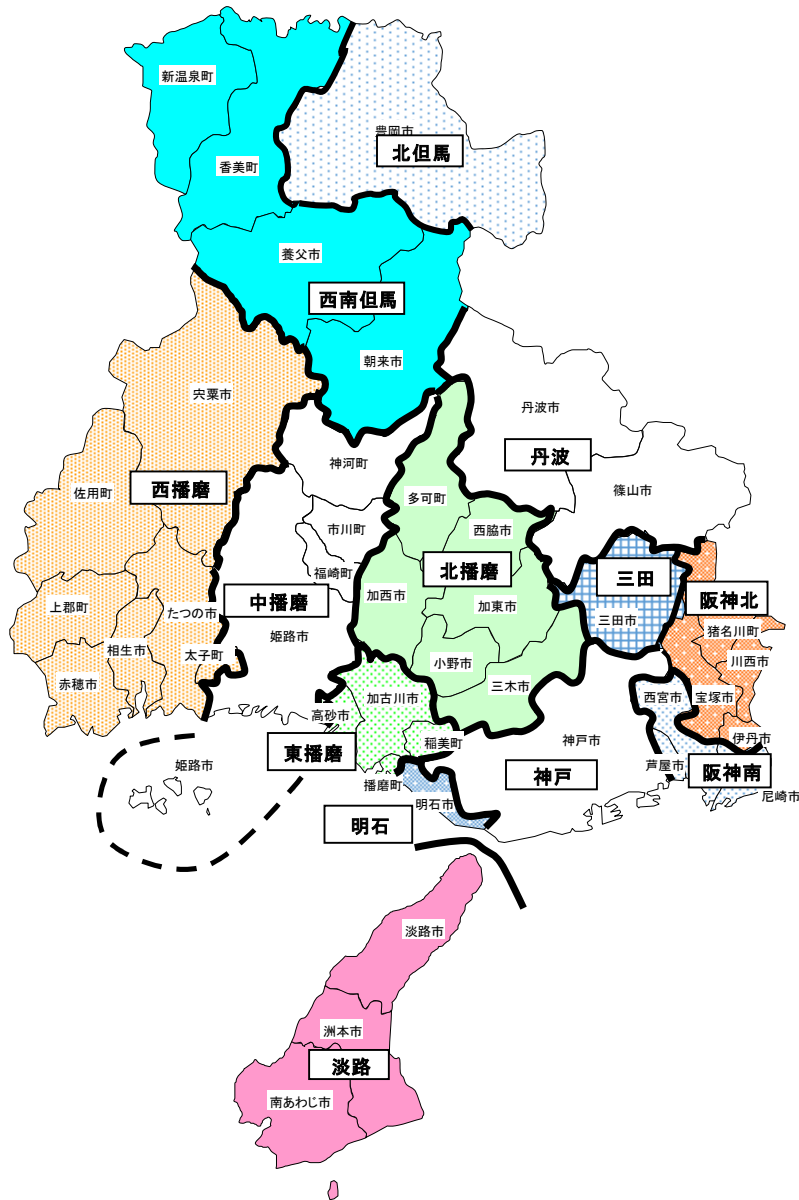 新温泉町
豊岡市
北但馬
香美町
養父市
西南但馬
朝来市
宍粟市
丹波市
丹波
神河町
西播磨
佐用町
多可町
篠山市
市川町
西脇市
福崎町
北播磨
三田
加西市
中播磨
阪神北
上郡町
たつの市
加東市
三田市
猪名川町
姫路市
相生市
太子町
小野市
川西市
赤穂市
三木市
加古川市
西宮市
宝塚市
高砂市
稲美町
神戸市
伊丹市
東播磨
姫路市
芦屋市
阪神南
神戸
播磨町
明石市
尼崎市
明石
淡路市
洲本市
淡路
南あわじ市